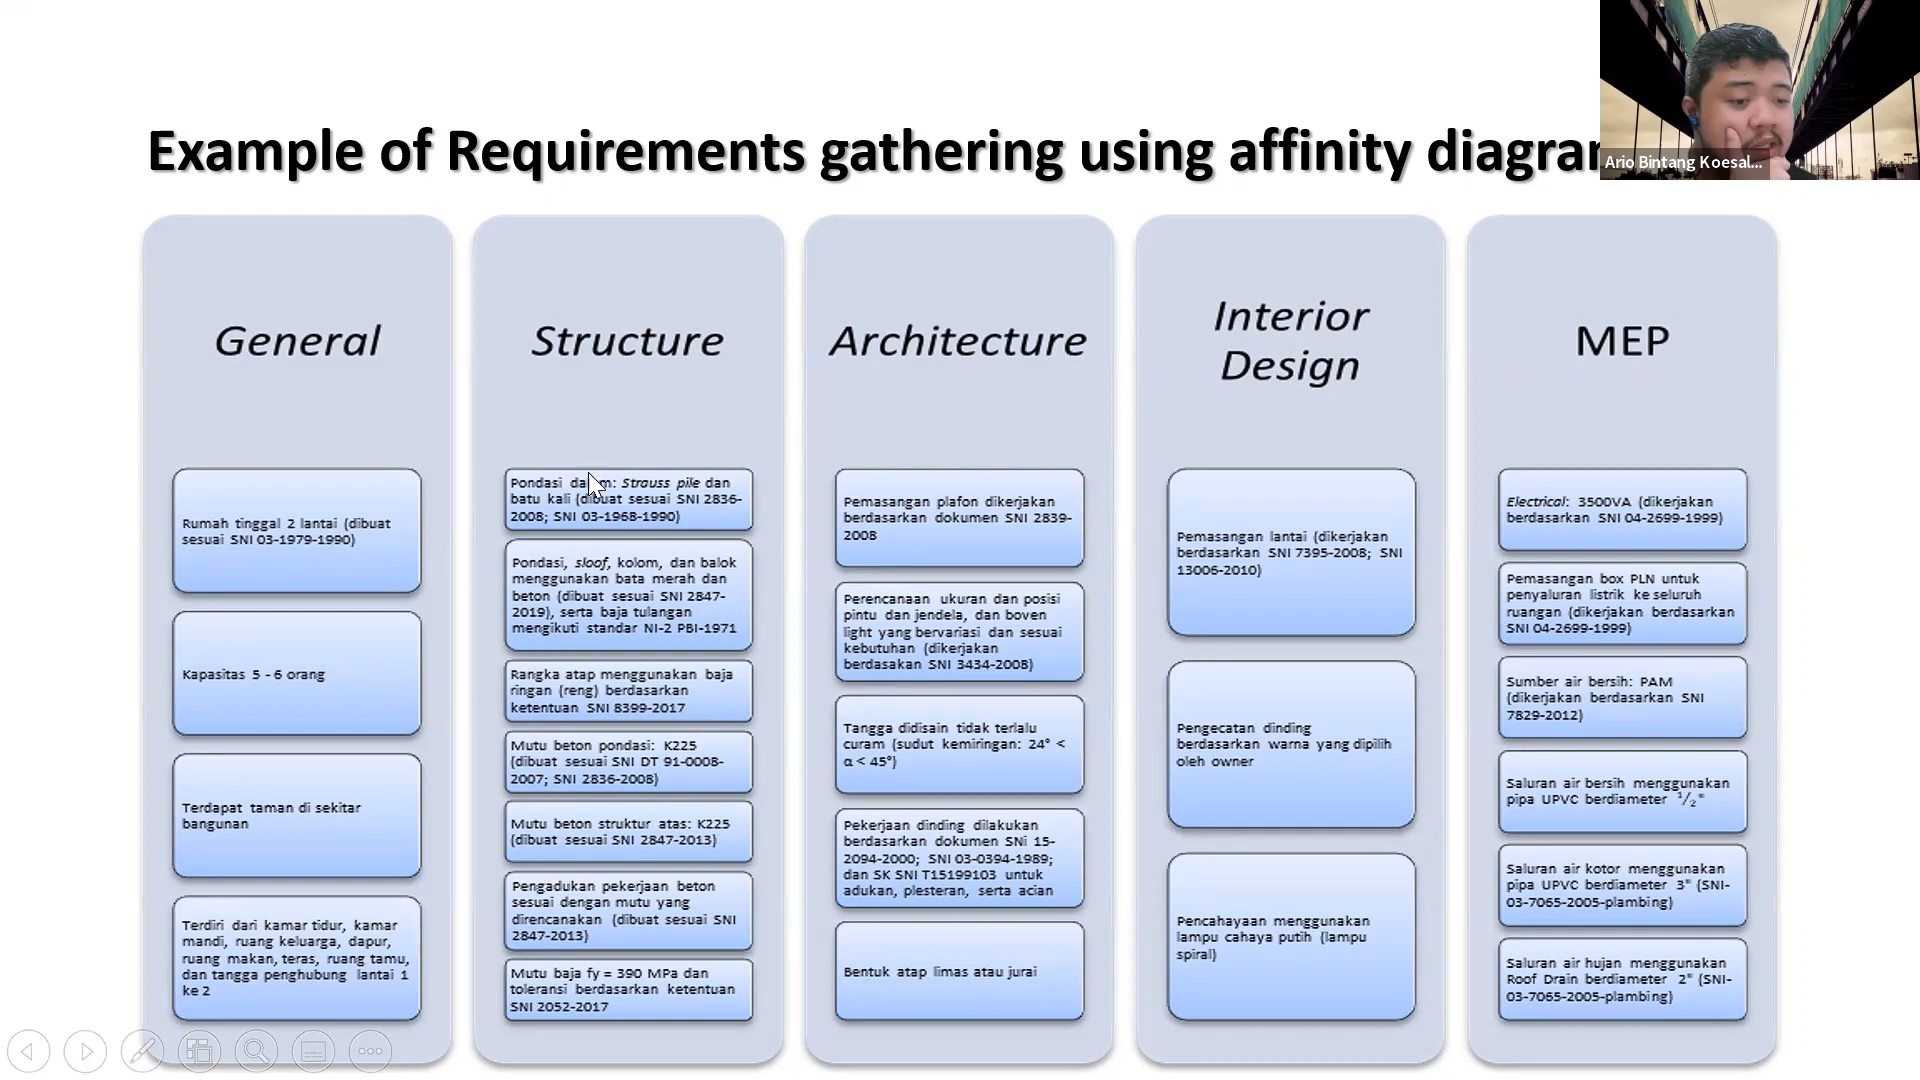 Example of Requirements gathering using affinity diagram
Ario Bintang Koesal...
General
Rumah tinggal 2 lantai (dibuat
sesuai SNI 03-1979-1990)
Kapasitas 5 - 6 orang
Terdapat taman di sekitar
bangunan
Terdiri dari kamar tidur, kamar
mandi, ruang keluarga, dapur,
ruang makan, teras, ruang tamu,
dan tangga penghubung lantai 1
ke 2
Structure
Pondasi dalam: Strauss pile dan
batu kali (dibuat sesuai SNI 2836-
2008; SNI 03-1968-1990)
Pondasi, sloof, kolom, dan balok
menggunakan bata merah dan
beton (dibuat sesuai SNI 2847-
2019), serta baja tulangan
mengikuti standar NI-2 PBI-1971
Rangka atap menggunakan baja
ringan (reng) berdasarkan
ketentuan SNI 8399-2017
Mutu beton pondasi: K225
(dibuat sesuai SNI DT 91-0008-
2007; SNI 2836-2008)
Mutu beton struktur atas: K225
(dibuat sesuai SNI 2847-2013)
Pengadukan pekerjaan beton
sesuai dengan mutu yang
direncanakan (dibuat sesuai SNI
2847-2013)
Mutu baja fy = 390 MPa dan
toleransi berdasarkan ketentuan
SNI 2052-2017
Architecture
Pemasangan plafon dikerjakan
berdasarkan dokumen SNI 2839-
2008
Perencanaan ukuran dan posisi
pintu dan jendela, dan boven
light yang bervariasi dan sesuai
kebutuhan (dikerjakan
berdasakan SNI 3434-2008)
Tangga didisain tidak terlalu
curam (sudut kemiringan: 24° <
α < 45°)
Pekerjaan dinding dilakukan
berdasarkan dokumen SNi 15-
2094-2000; SNI 03-0394-1989;
dan SK SNI T15199103 untuk
adukan, plesteran, serta acian
Bentuk atap limas atau jurai
Interior
Design
Pemasangan lantai (dikerjakan
berdasarkan SNI 7395-2008; SNI
13006-2010)
Pengecatan dinding
berdasarkan warna yang dipilih
oleh owner
Pencahayaan menggunakan
lampu cahaya putih (lampu
spiral)
MEP
Electrical: 3500VA (dikerjakan
berdasarkan SNI 04-2699-1999)
Pemasangan box PLN untuk
penyaluran listrik ke seluruh
ruangan (dikerjakan berdasarkan
SNI 04-2699-1999)
Sumber air bersih: PAM
(dikerjakan berdasarkan SNI
7829-2012)
Saluran air bersih menggunakan
pipa UPVC berdiameter 1/2"
Saluran air kotor menggunakan
pipa UPVC berdiameter 3" (SNI-
03-7065-2005-plambing)
Saluran air hujan menggunakan
Roof Drain berdiameter 2" (SNI-
03-7065-2005-plambing)